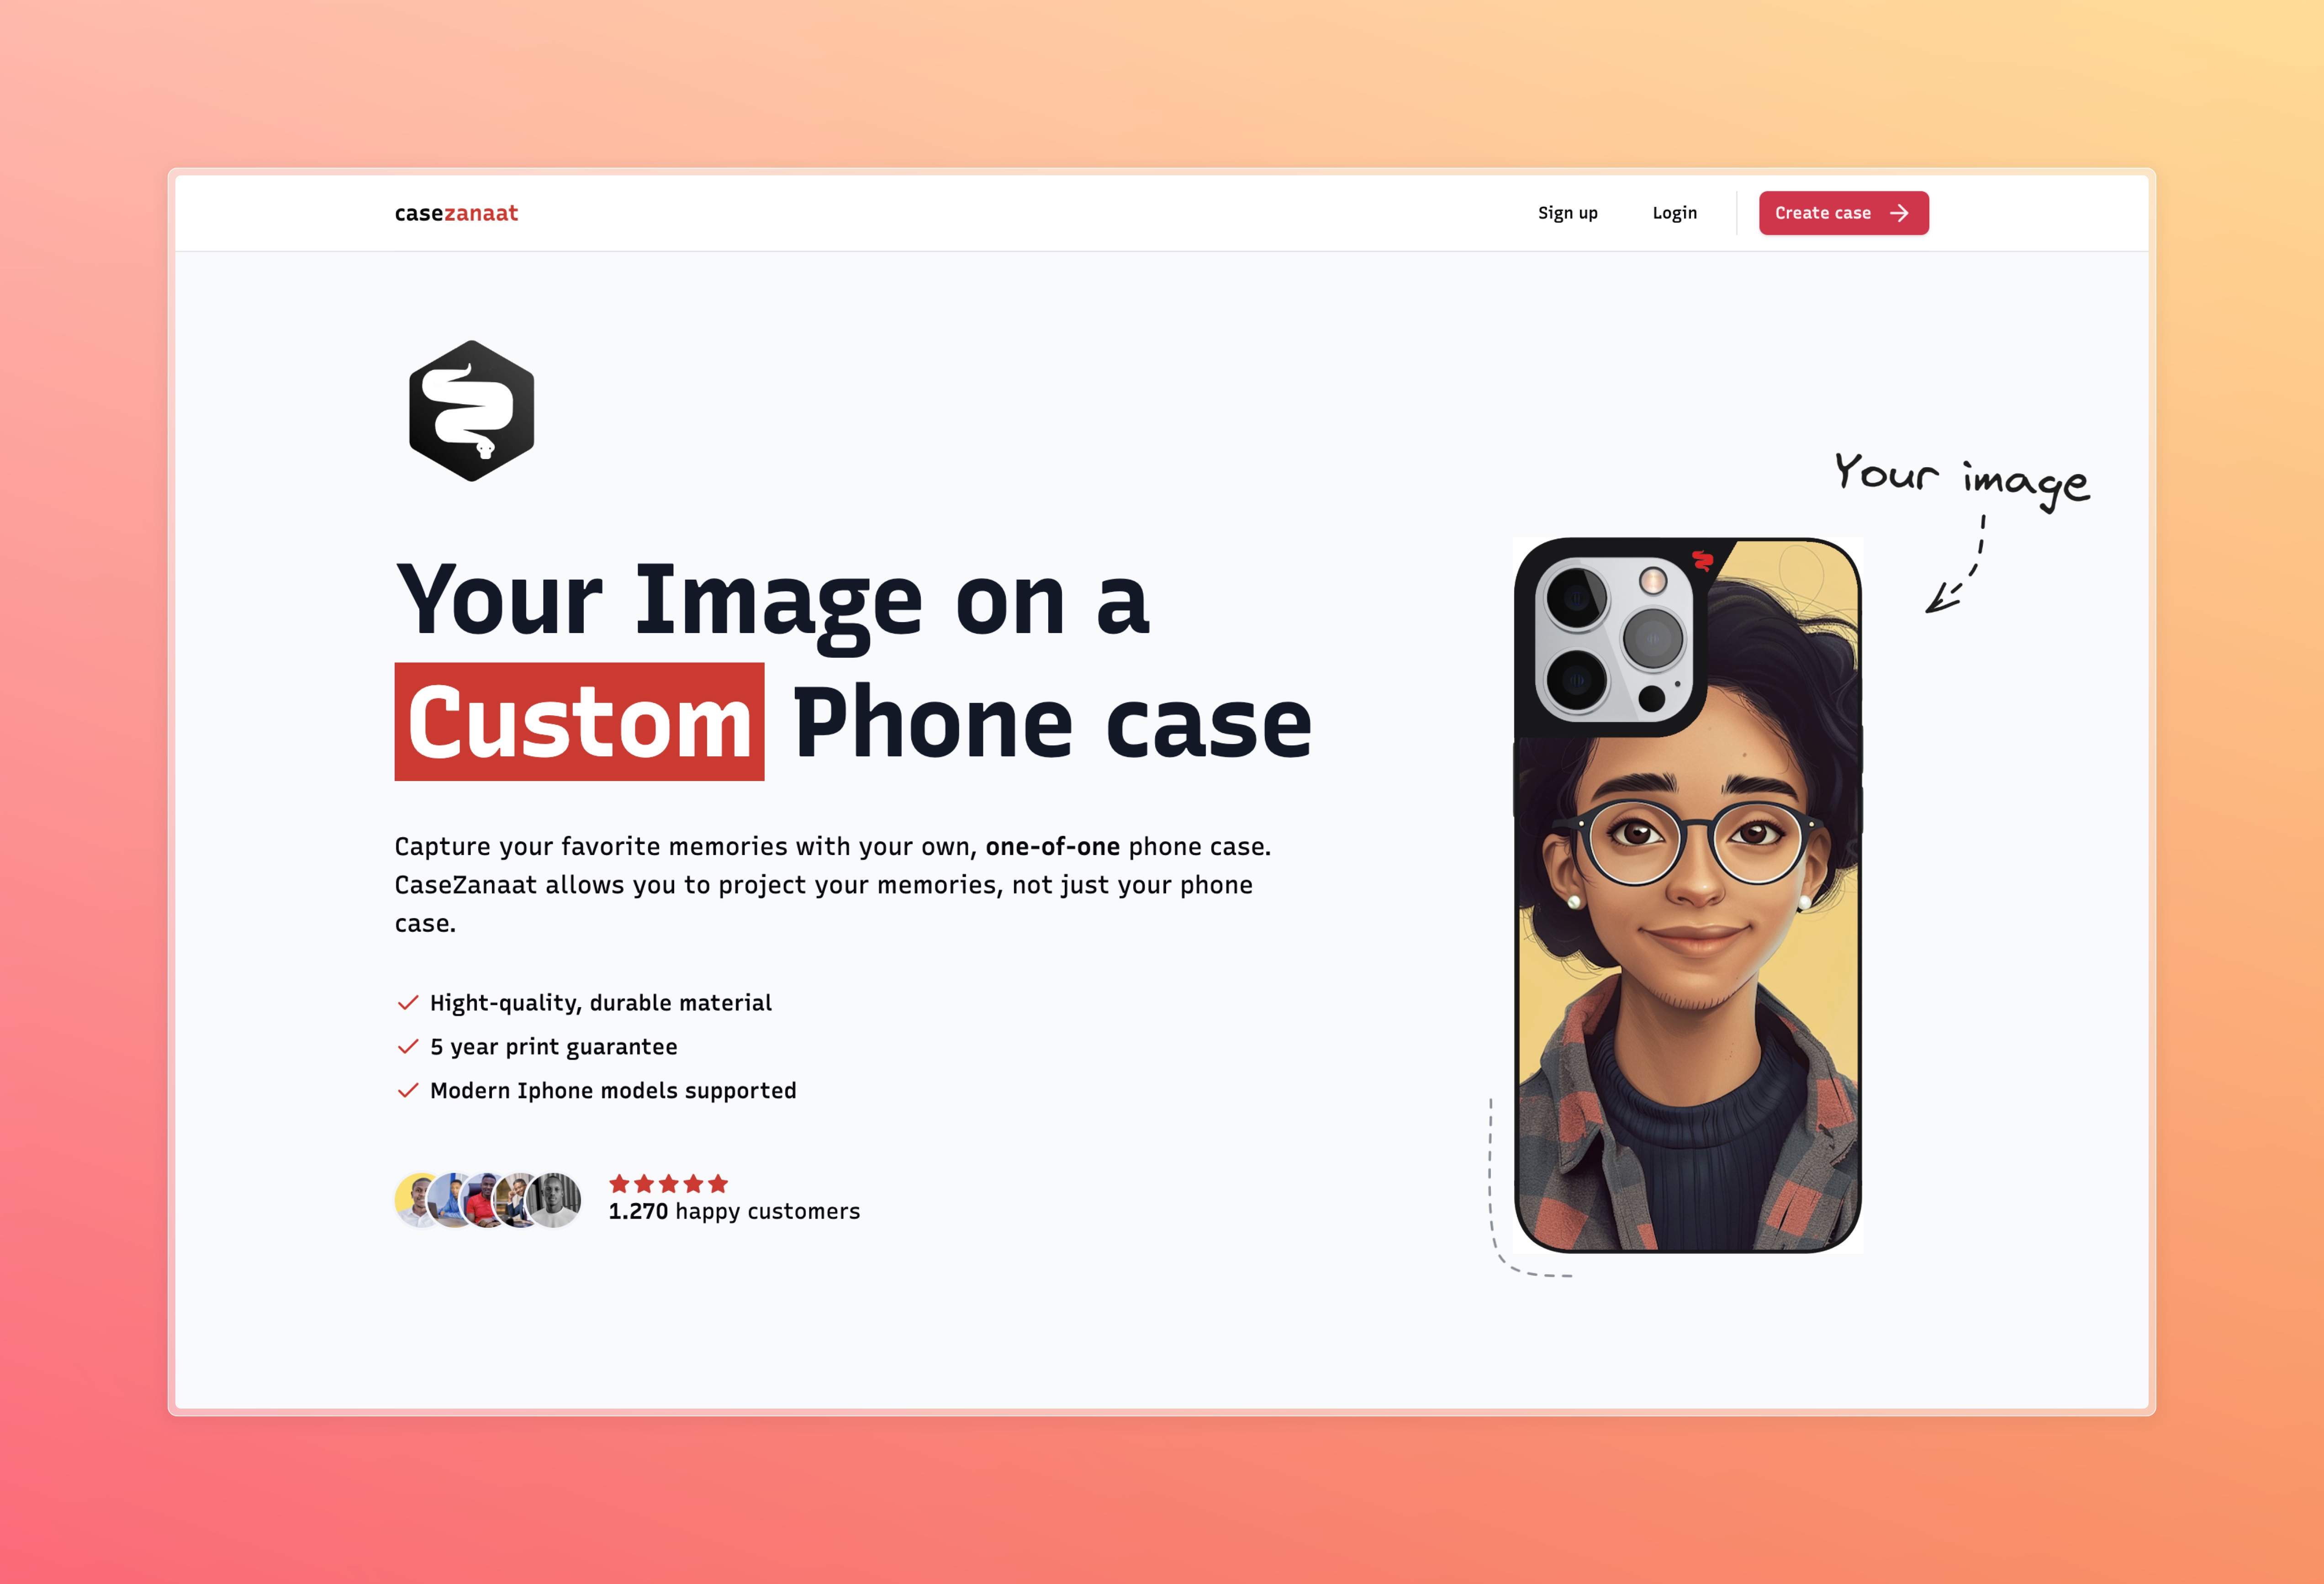 casezanaat
Sign up
Login
Create case
Your image
Your Image on a
Custom Phone case
Capture your favorite memories with your own, one-of-one phone case.
CaseZanaat allows you to project your memories, not just your phone
case.
Hight-quality, durable material
5 year print guarantee
Modern Iphone models supported
1.270 happy customers